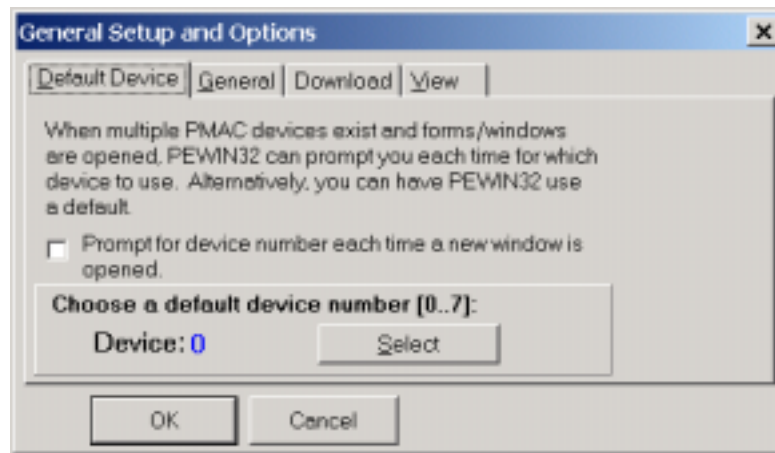 General Setup and Options
Default Device General Download View
When multiple PMAC devices exist and forms/windows
are opened, PEWIN32 can prompt you each time for which
device to use. Alternatively, you can have PEWIN32 use
a default.
Prompt for device number each time a new window is
opened.
Choose a default device number [0..7]:
Device: 0 Select
OK Cancel